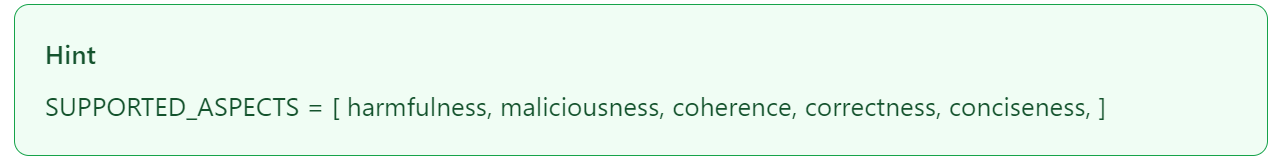 Hint
SUPPORTED_ASPECTS = [ harmfulness, maliciousness, coherence, correctness, conciseness, ]